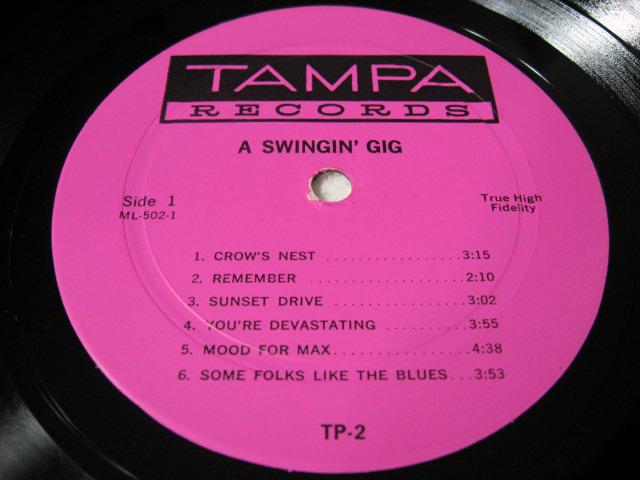 TAMPA
RECORDS
A SWINGIN' GIG
Side 1
ML-502-1
True High
Fidelity
1. CROW'S NEST ................. 3:15
2. REMEMBER .....................2:10
3. SUNSET DRIVE ................ 3:02
4. YOU'RE DEVASTATING .......... 3:55
5. MOOD FOR MAX................. 4:38
6. SOME FOLKS LIKE THE BLUES...3:53
TP-2